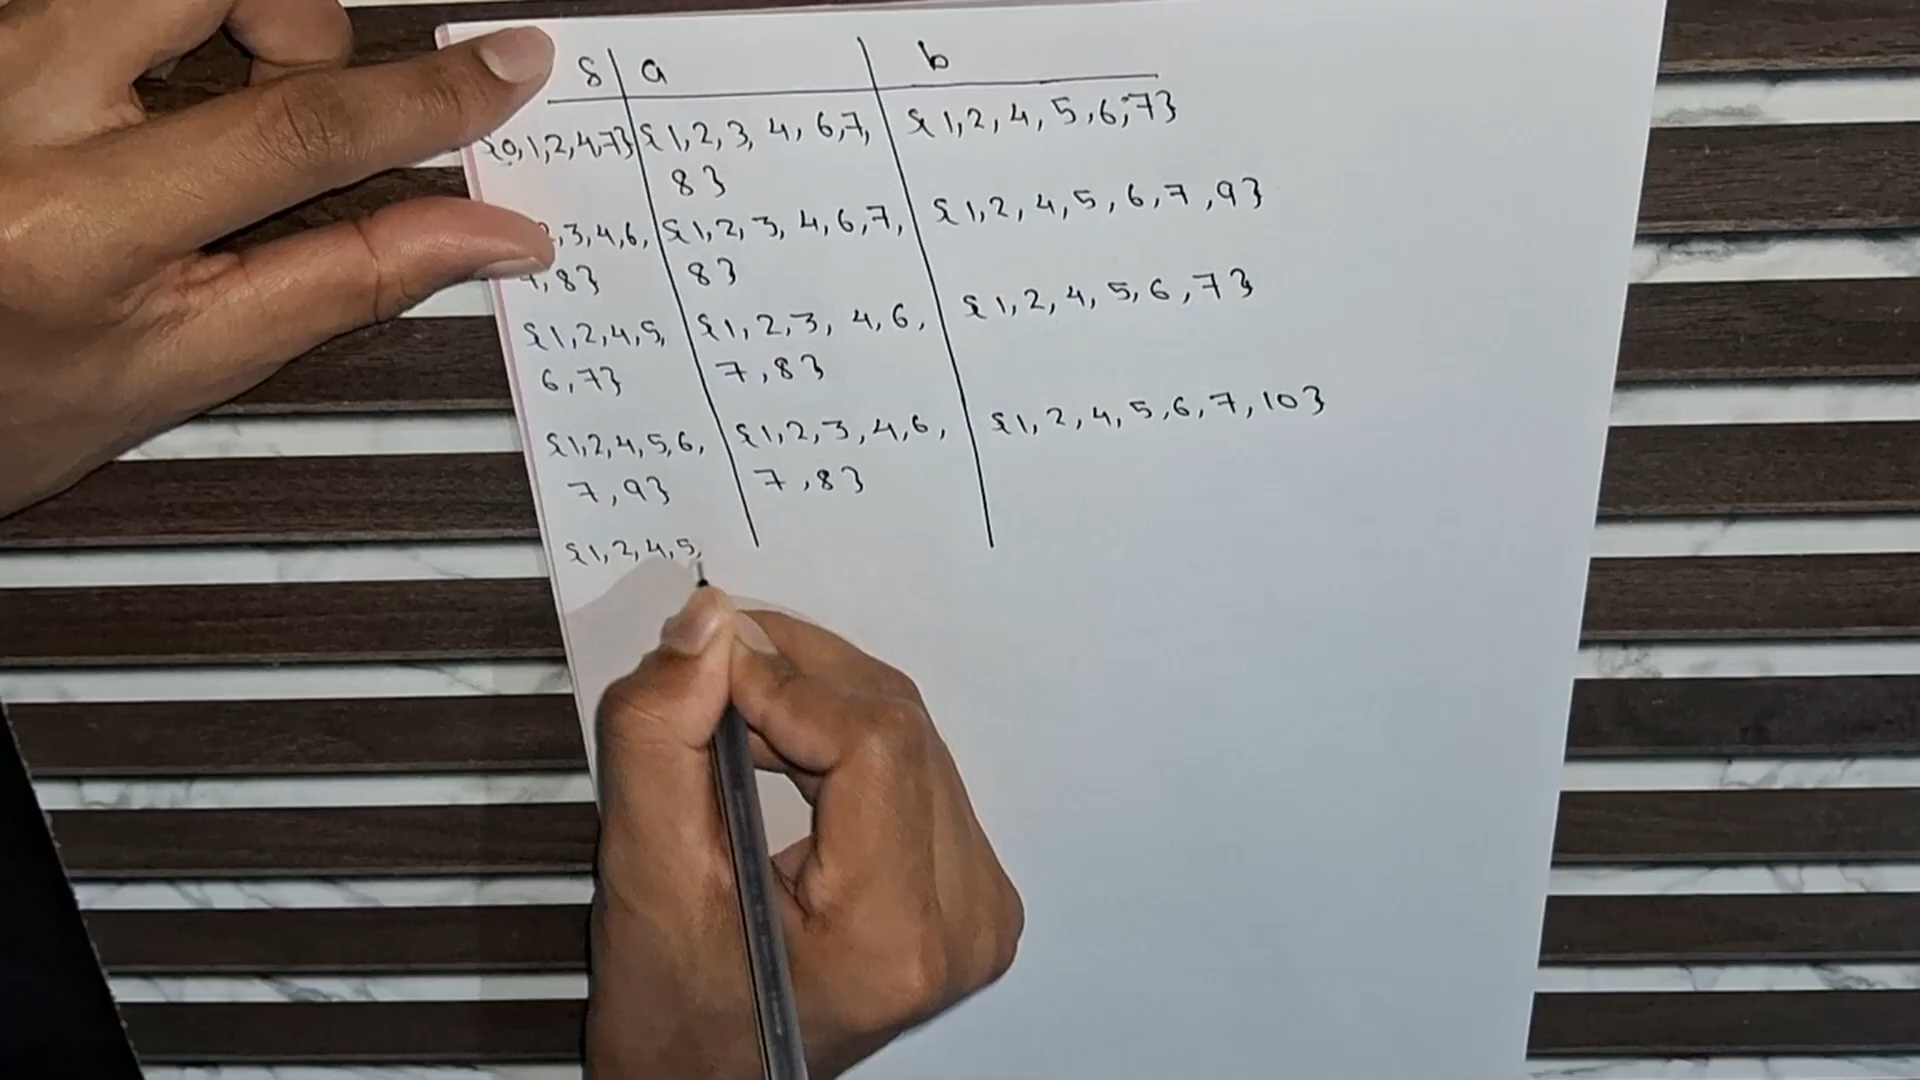 δ a b
{0,1,2,4,7} {1,2,3,4,6,7, {1,2,4,5,6,7}
8}
2,3,4,6, {1,2,3,4,6,7, {1,2,4,5,6,7,9}
7,8} 8}
{1,2,4,5, {1,2,3,4,6, {1,2,4,5,6,7}
6,7} 7,8}
{1,2,4,5,6, {1,2,3,4,6, {1,2,4,5,6,7,10}
7,9} 7,8}
{1,2,4,5,